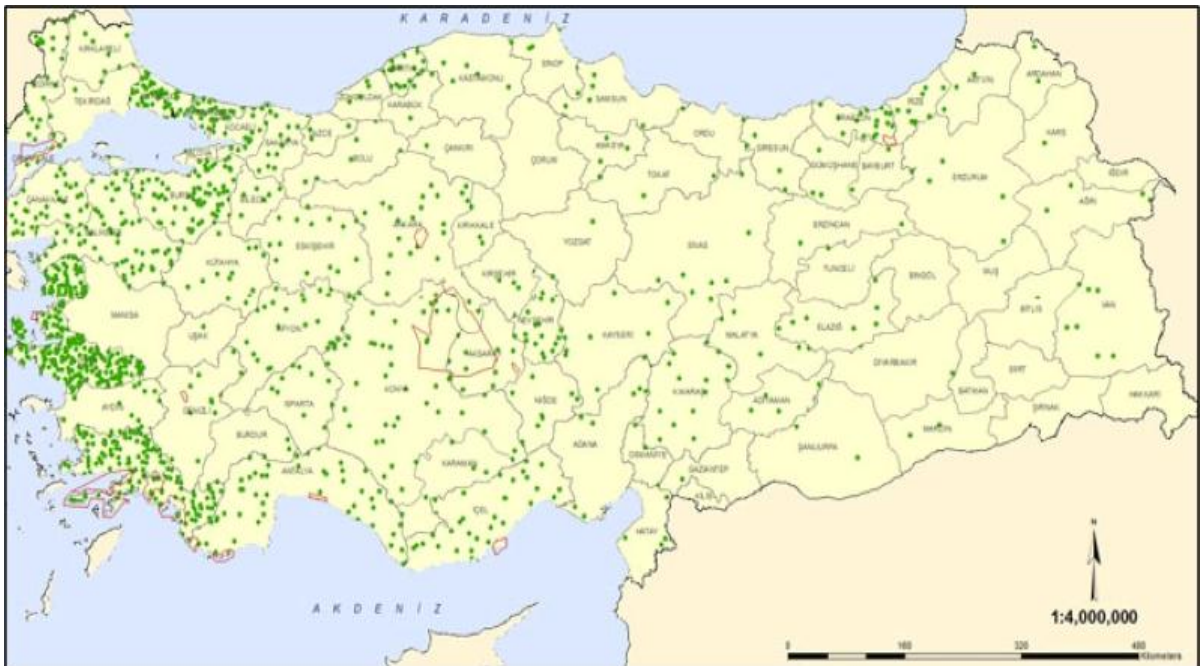 KARADENİZ
KIRKLARELİ
TEKİRDAĞ
KOCAELİ
SAKARYA
DÜZCE
BOLU
ZONGULDAK
KARABÜK
KASTAMONU
SİNOP
SAMSUN
ÇANKIRI
ÇORUM
AMASYA
TOKAT
ORDU
GİRESUN
TRABZON
RİZE
ARTVİN
ARDAHAN
KARS
GÜMÜŞHANE
BAYBURT
ERZURUM
IĞDIR
AĞRI
ÇANAKKALE
BALIKESİR
BURSA
BİLECİK
ESKİŞEHİR
ANKARA
KIRIKKALE
YOZGAT
SİVAS
ERZİNCAN
TUNCELİ
BİNGÖL
MUŞ
KÜTAHYA
KIRŞEHİR
NEVŞEHİR
KAYSERİ
MALATYA
ELAZIĞ
BİTLİS
VAN
MANİSA
UŞAK
AFYON
AKSARAY
KONYA
DİYARBAKIR
SİİRT
BATMAN
ŞIRNAK
HAKKARİ
AYDIN
DENİZLİ
ISPARTA
BURDUR
NİĞDE
ADANA
K.MARAŞ
ADIYAMAN
MARDİN
ŞANLIURFA
OSMANİYE
GAZİANTEP
KİLİS
ANTALYA
KARAMAN
İÇEL
HATAY
AKDENİZ
N
1:4,000,000
0 160 320 480
Kilometers